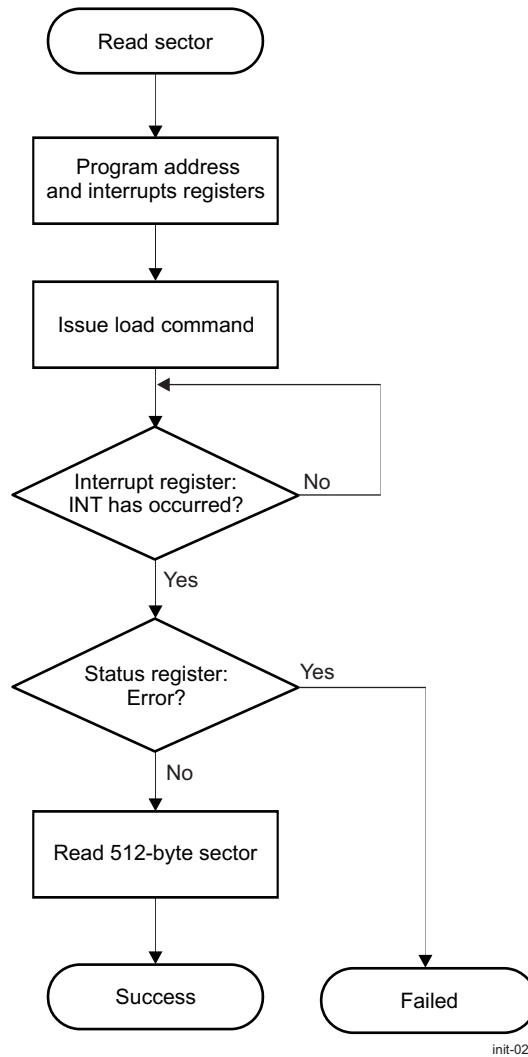 Read sector
Program address
and interrupts registers
Issue load command
Interrupt register:
INT has occurred?
No
Yes
Status register:
Error?
Yes
No
Read 512-byte sector
Success
Failed
init-02